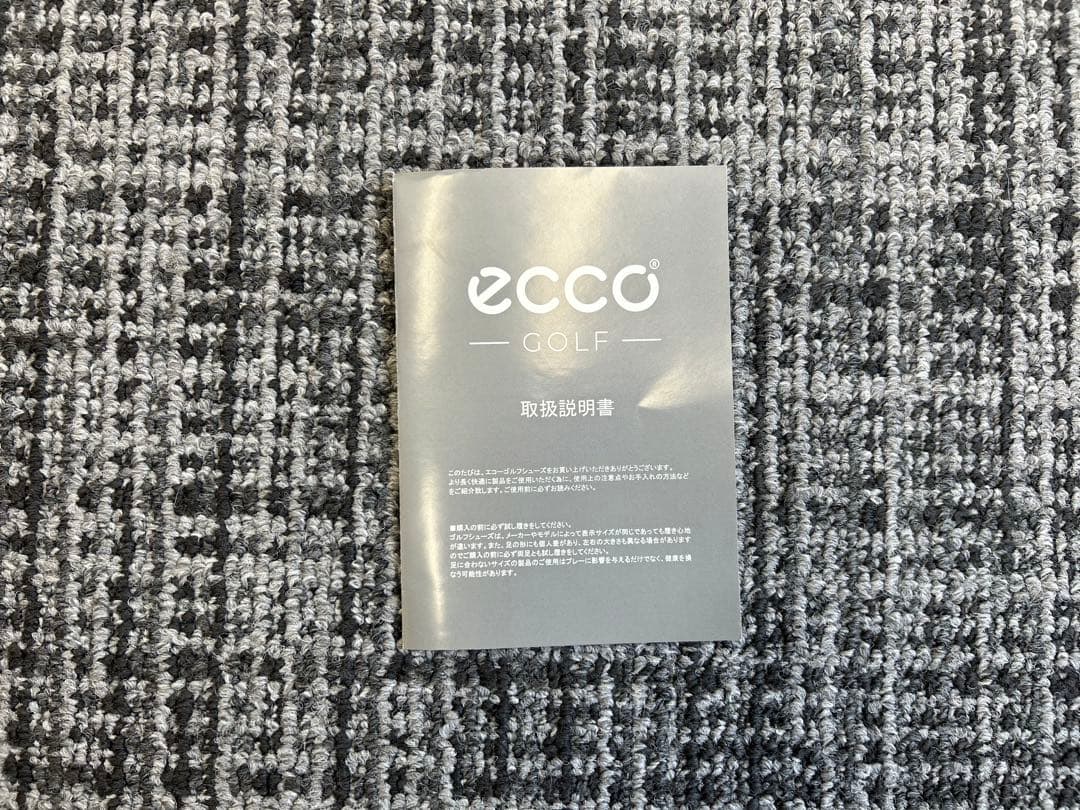 ecco®
GOLF
取扱説明書
このたびは、エコーゴルフシューズをお買い上げいただきありがとうございます。
より長く快適に製品をご使用いただく為に、使用上の注意点やお手入れの方法など
をご紹介致します。ご使用前に必ずお読みください。
■購入の前に必ず試し履きをしてください。
ゴルフシューズは、メーカーやモデルによって表示サイズが同じであっても履き心地
が違います。また、足の形にも個人差があり、左右の大きさも異なる場合があります
のでご購入の前に必ず両足とも試し履きをしてください。
足に合わないサイズの製品のご使用はプレーに影響を与えるだけでなく、健康を損
なう可能性があります。